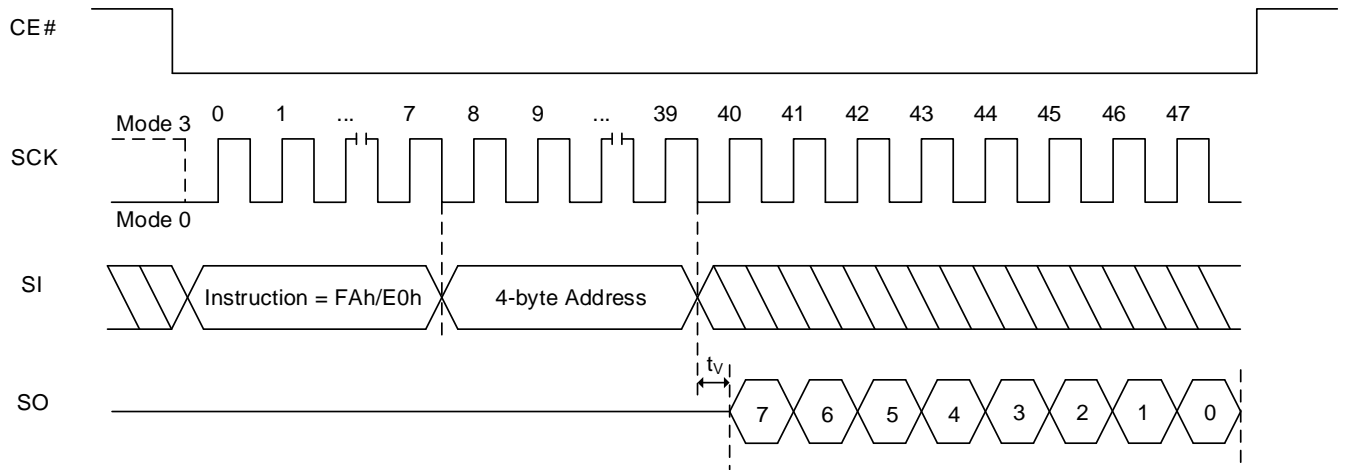 CE#
0 1 ... 7 8 9 ... 39 40 41 42 43 44 45 46 47
Mode 3
SCK
Mode 0
SI
Instruction = FAh/E0h 4-byte Address
tV
SO
7 6 5 4 3 2 1 0